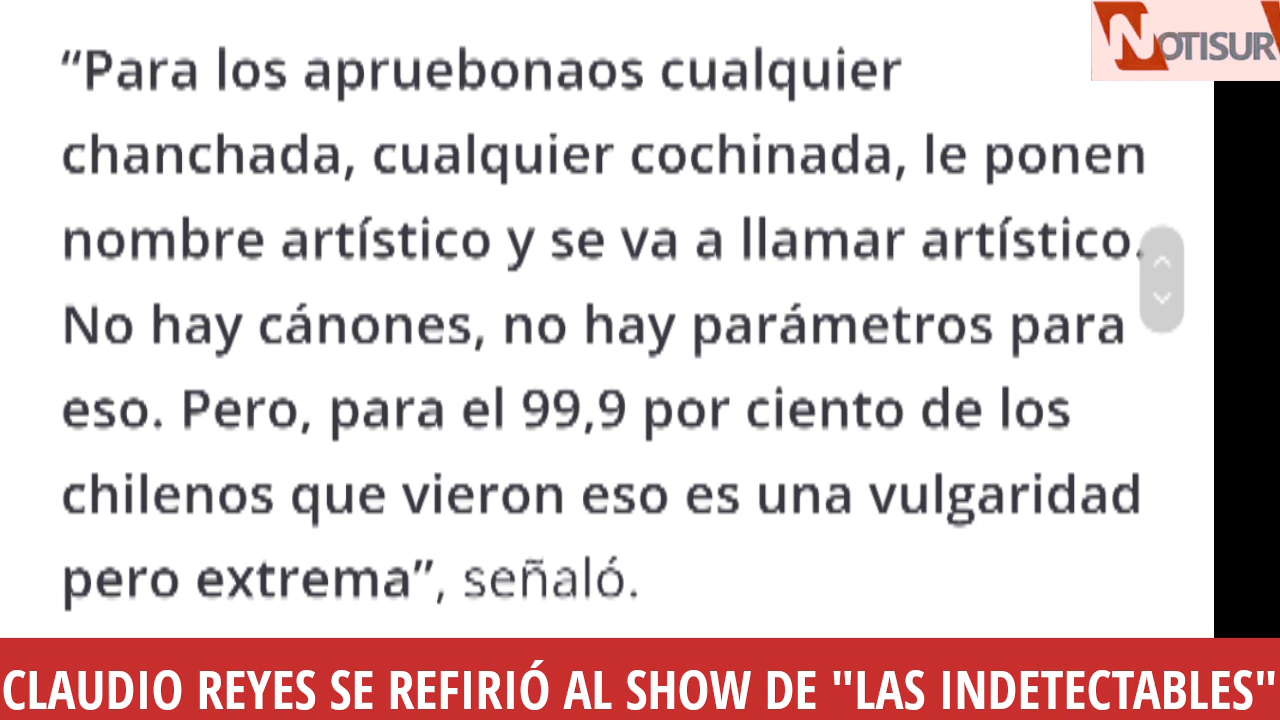 NOTISUR
“Para los apruebonaos cualquier
chanchada, cualquier cochinada, le ponen
nombre artístico y se va a llamar artístico.
No hay cánones, no hay parámetros para
eso. Pero, para el 99,9 por ciento de los
chilenos que vieron eso es una vulgaridad
pero extrema”, señaló.
CLAUDIO REYES SE REFIRIÓ AL SHOW DE "LAS INDETECTABLES"